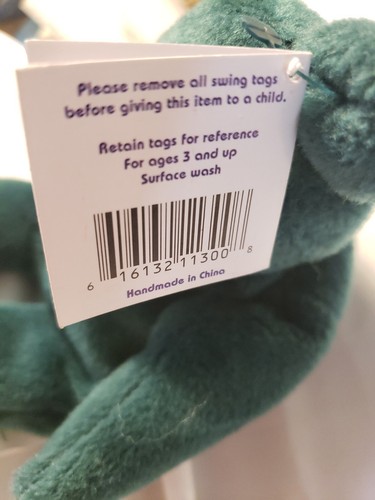 Please remove all swing tags
before giving this item to a child.
Retain tags for reference
For ages 3 and up
Surface wash
6 16132 11300 8
Handmade in China